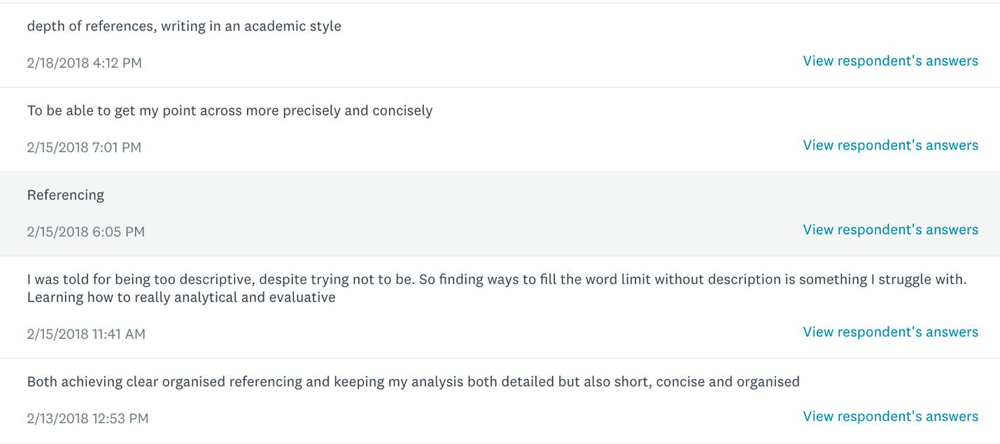 depth of references, writing in an academic style
2/18/2018 4:12 PM
View respondent's answers
To be able to get my point across more precisely and concisely
2/15/2018 7:01 PM
View respondent's answers
Referencing
2/15/2018 6:05 PM
View respondent's answers
I was told for being too descriptive, despite trying not to be. So finding ways to fill the word limit without description is something I struggle with.
Learning how to really analytical and evaluative
2/15/2018 11:41 AM
View respondent's answers
Both achieving clear organised referencing and keeping my analysis both detailed but also short, concise and organised
2/13/2018 12:53 PM
View respondent's answers